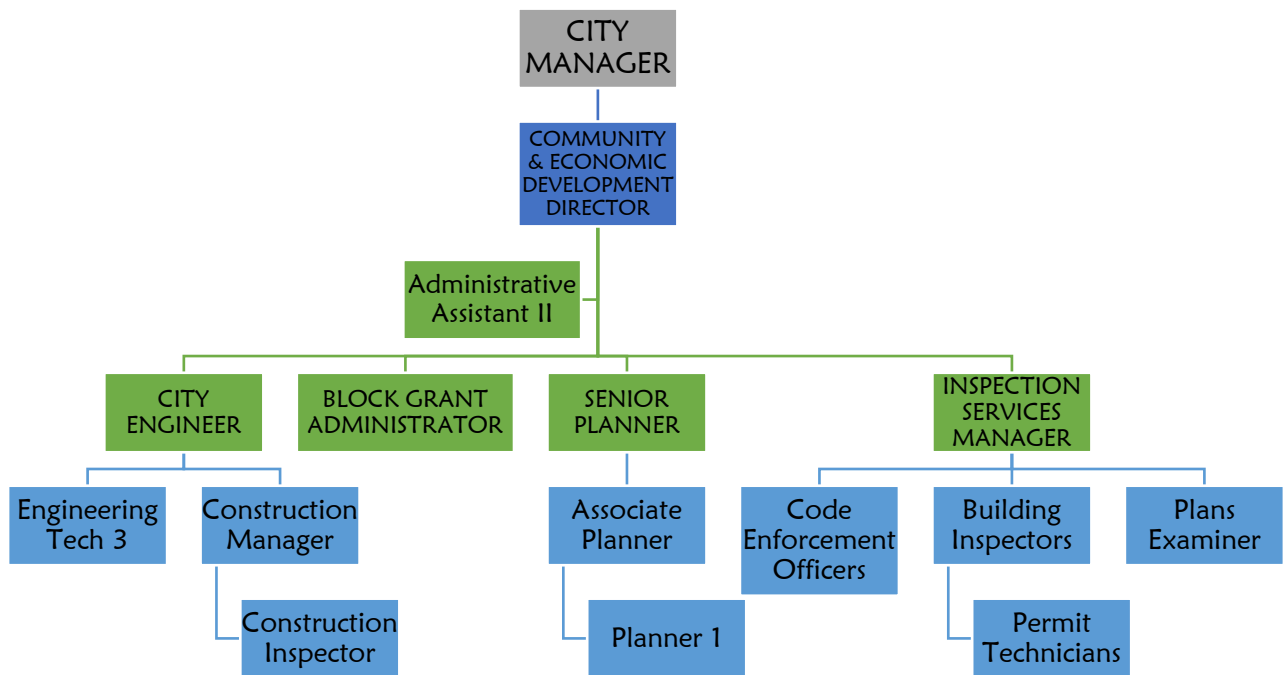 CITY
MANAGER
COMMUNITY
& ECONOMIC
DEVELOPMENT
DIRECTOR
Administrative
Assistant II
CITY
ENGINEER
BLOCK GRANT
ADMINISTRATOR
SENIOR
PLANNER
INSPECTION
SERVICES
MANAGER
Engineering
Tech 3
Construction
Manager
Associate
Planner
Code
Enforcement
Officers
Building
Inspectors
Plans
Examiner
Construction
Inspector
Planner 1
Permit
Technicians